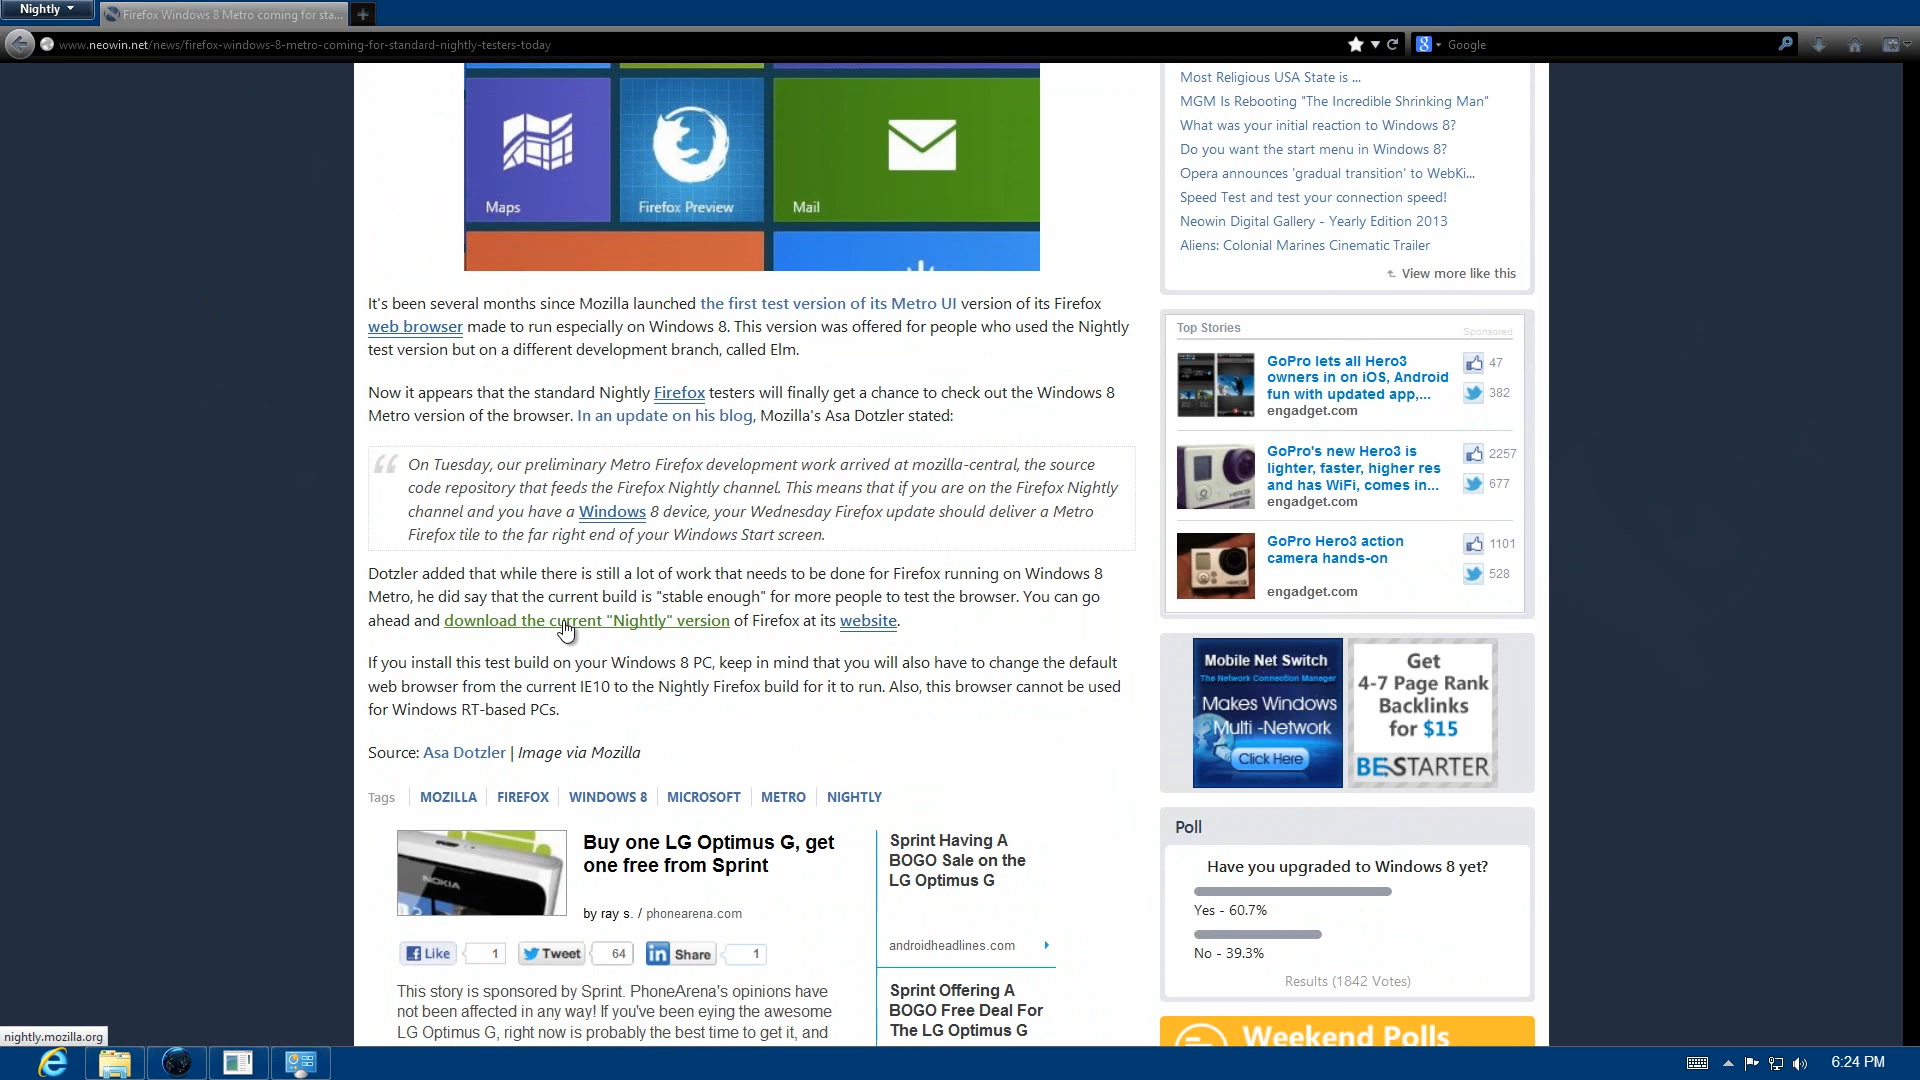 Nightly
Firefox Windows 8 Metro coming for sta...
www.neowin.net/news/firefox-windows-8-metro-coming-for-standard-nightly-testers-today
Google
Maps
Firefox Preview
Mail
It's been several months since Mozilla launched the first test version of its Metro UI version of its Firefox
web browser made to run especially on Windows 8. This version was offered for people who used the Nightly
test version but on a different development branch, called Elm.
Now it appears that the standard Nightly Firefox testers will finally get a chance to check out the Windows 8
Metro version of the browser. In an update on his blog, Mozilla's Asa Dotzler stated:
On Tuesday, our preliminary Metro Firefox development work arrived at mozilla-central, the source
code repository that feeds the Firefox Nightly channel. This means that if you are on the Firefox Nightly
channel and you have a Windows 8 device, your Wednesday Firefox update should deliver a Metro
Firefox tile to the far right end of your Windows Start screen.
Dotzler added that while there is still a lot of work that needs to be done for Firefox running on Windows 8
Metro, he did say that the current build is "stable enough" for more people to test the browser. You can go
ahead and download the current "Nightly" version of Firefox at its website.
If you install this test build on your Windows 8 PC, keep in mind that you will also have to change the default
web browser from the current IE10 to the Nightly Firefox build for it to run. Also, this browser cannot be used
for Windows RT-based PCs.
Source: Asa Dotzler | Image via Mozilla
Tags MOZILLA FIREFOX WINDOWS 8 MICROSOFT METRO NIGHTLY
NOKIA
Buy one LG Optimus G, get
one free from Sprint
by ray s. / phonearena.com
Like 1 Tweet 64 Share 1
This story is sponsored by Sprint. PhoneArena's opinions have
not been affected in any way! If you've been eying the awesome
LG Optimus G, right now is probably the best time to get it, and
Sprint Having A
BOGO Sale on the
LG Optimus G
androidheadlines.com
Sprint Offering A
BOGO Free Deal For
The LG Optimus G
Most Religious USA State is ...
MGM Is Rebooting "The Incredible Shrinking Man"
What was your initial reaction to Windows 8?
Do you want the start menu in Windows 8?
Opera announces 'gradual transition' to WebKi...
Speed Test and test your connection speed!
Neowin Digital Gallery - Yearly Edition 2013
Aliens: Colonial Marines Cinematic Trailer
View more like this
Top Stories
Sponsored
GoPro lets all Hero3
owners in on iOS, Android
fun with updated app,...
engadget.com
47
382
GoPro's new Hero3 is
lighter, faster, higher res
and has WiFi, comes in...
engadget.com
2257
677
GoPro Hero3 action
camera hands-on
engadget.com
1101
528
Mobile Net Switch
The Network Connection Manager
Makes Windows
Multi -Network
Click Here
Get
4-7 Page Rank
Backlinks
for $15
BESTARTER
Poll
Have you upgraded to Windows 8 yet?
Yes - 60.7%
No - 39.3%
Results (1842 Votes)
Weekend Polls
nightly.mozilla.org
6:24 PM